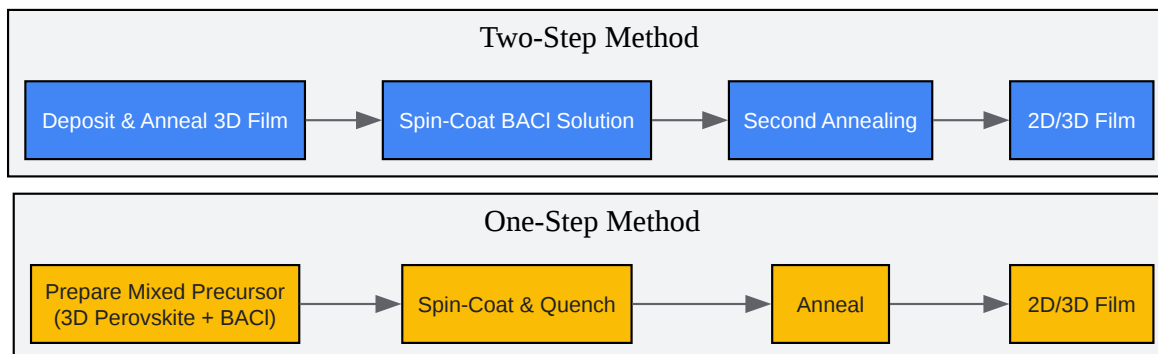 Two-Step Method
Deposit & Anneal 3D Film
Spin-Coat BACl Solution
Second Annealing
2D/3D Film
One-Step Method
Prepare Mixed Precursor
(3D Perovskite + BACl)
Spin-Coat & Quench
Anneal
2D/3D Film